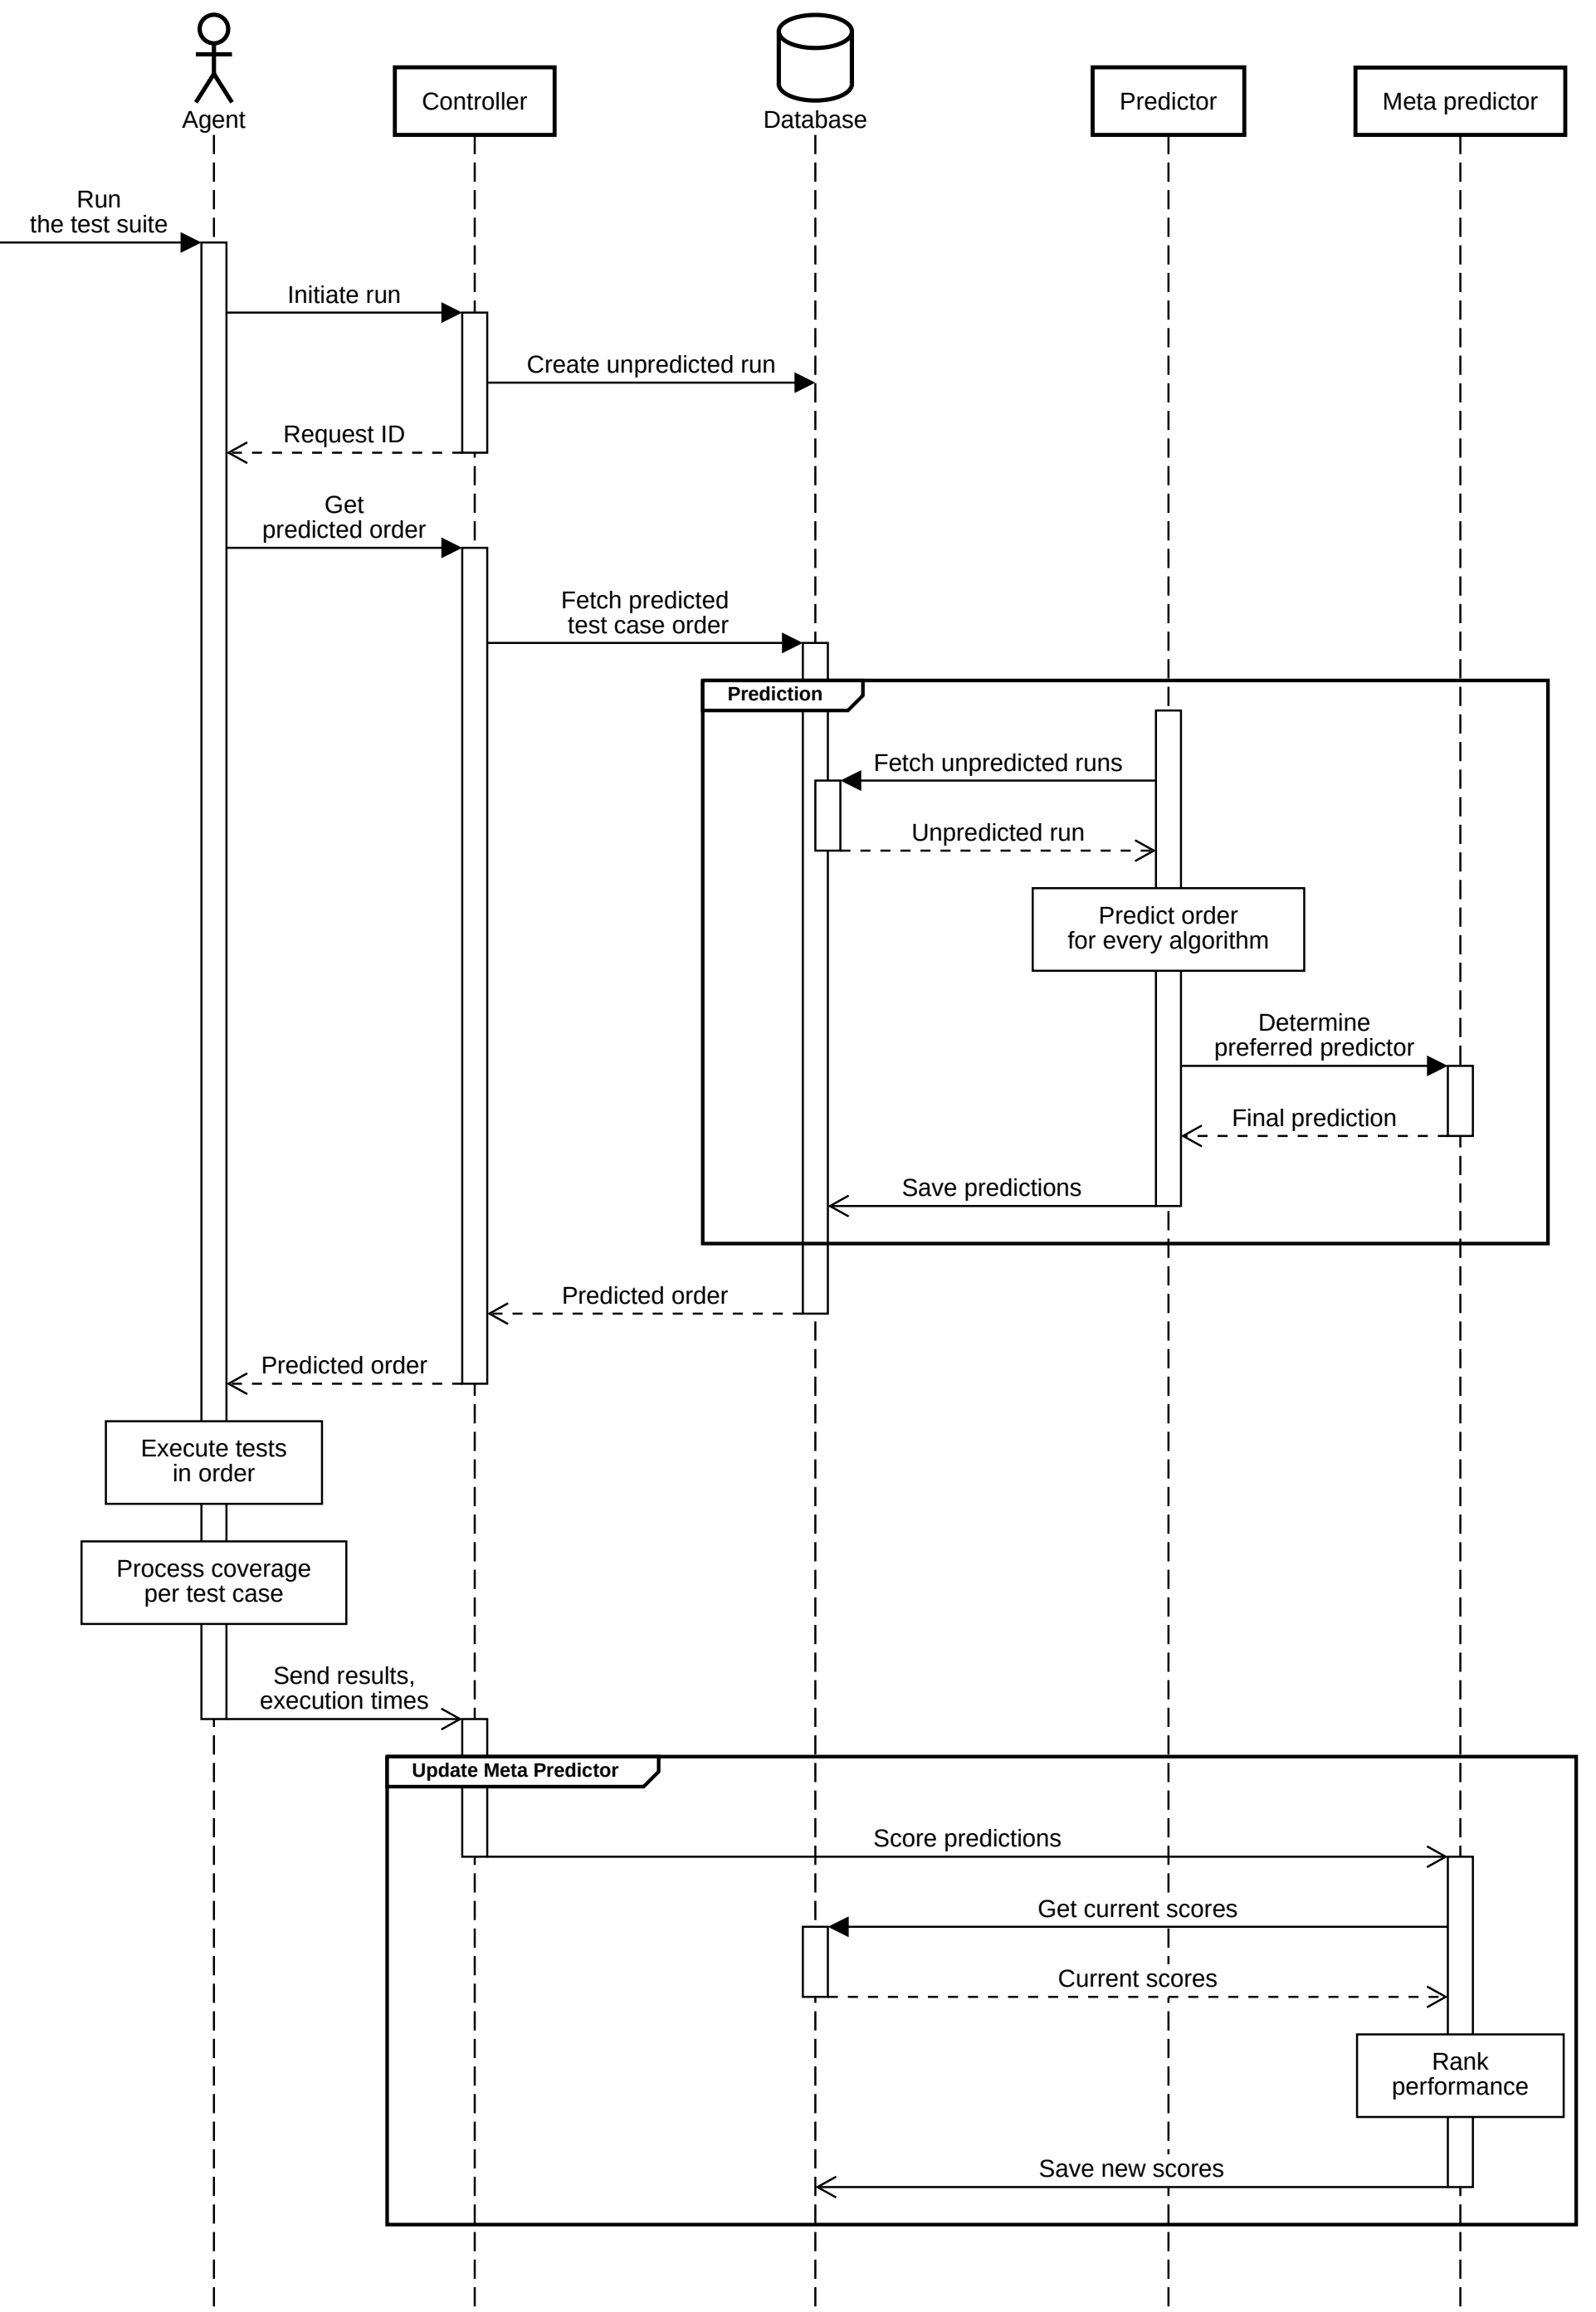 Agent
Controller
Database
Predictor
Meta predictor
Run
the test suite
Initiate run
Create unpredicted run
Request ID
Get
predicted order
Fetch predicted
test case order
Prediction
Fetch unpredicted runs
Unpredicted run
Predict order
for every algorithm
Determine
preferred predictor
Final prediction
Save predictions
Predicted order
Predicted order
Execute tests
in order
Process coverage
per test case
Send results,
execution times
Update Meta Predictor
Score predictions
Get current scores
Current scores
Rank
performance
Save new scores